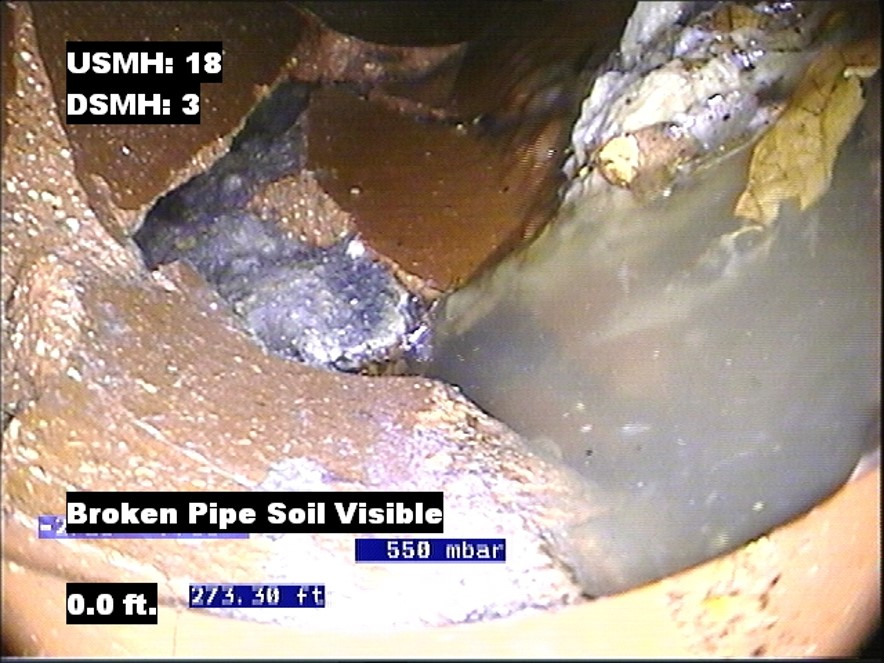 USMH: 18
DSMH: 3
Broken Pipe Soil Visible
550 mbar
0.0 ft.
273.30 ft